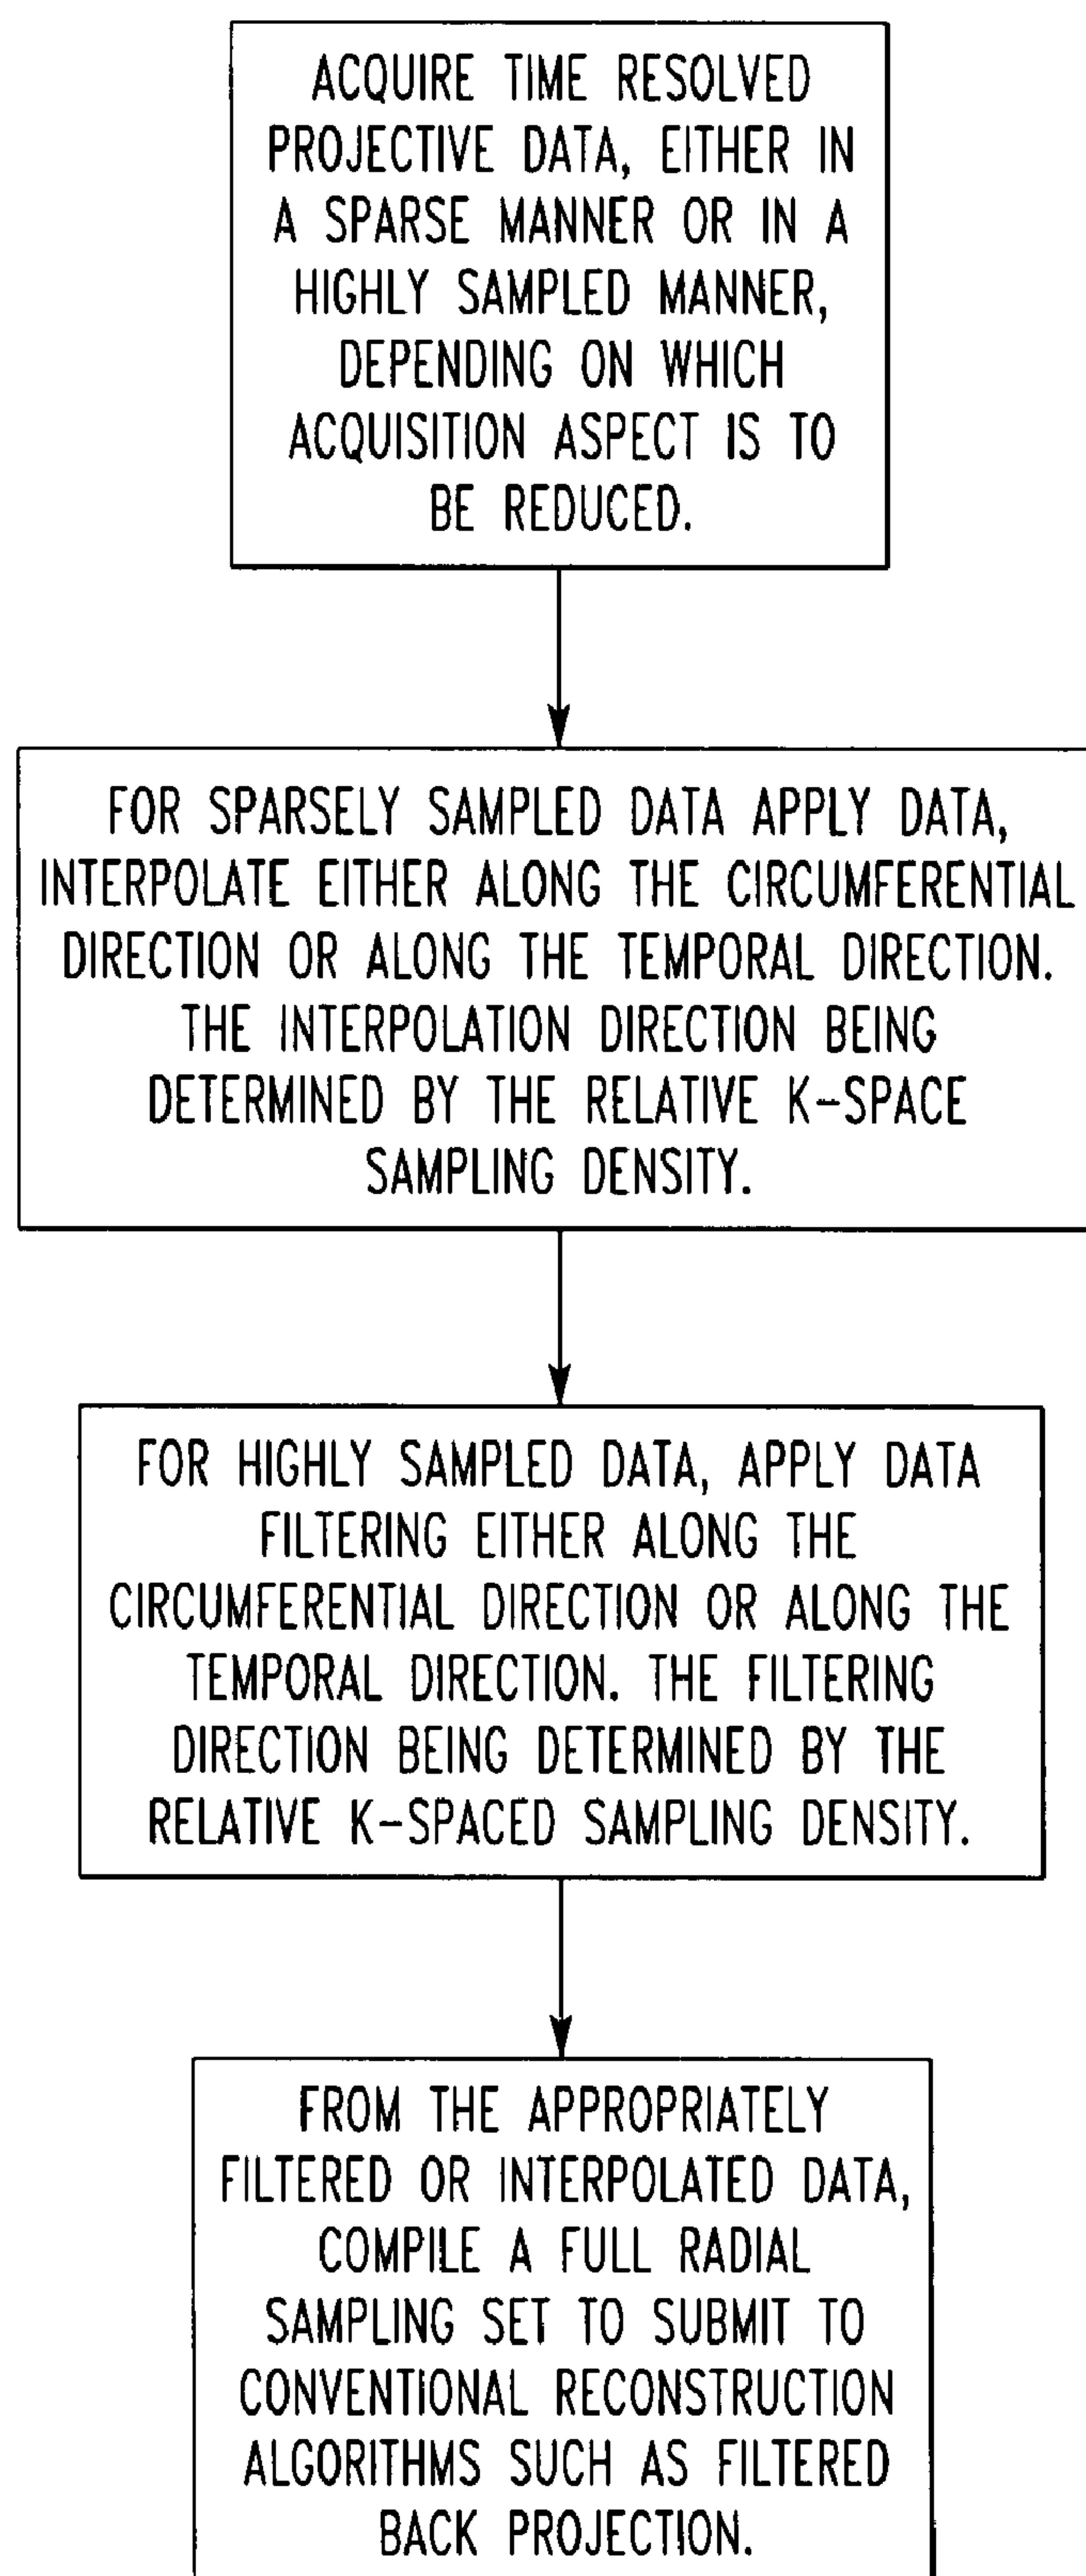 ACQUIRE TIME RESOLVED
PROJECTIVE DATA, EITHER IN
A SPARSE MANNER OR IN A
HIGHLY SAMPLED MANNER,
DEPENDING ON WHICH
ACQUISITION ASPECT IS TO
BE REDUCED.
FOR SPARSELY SAMPLED DATA APPLY DATA,
INTERPOLATE EITHER ALONG THE CIRCUMFERENTIAL
DIRECTION OR ALONG THE TEMPORAL DIRECTION.
THE INTERPOLATION DIRECTION BEING
DETERMINED BY THE RELATIVE K-SPACE
SAMPLING DENSITY.
FOR HIGHLY SAMPLED DATA, APPLY DATA
FILTERING EITHER ALONG THE
CIRCUMFERENTIAL DIRECTION OR ALONG THE
TEMPORAL DIRECTION. THE FILTERING
DIRECTION BEING DETERMINED BY THE
RELATIVE K-SPACED SAMPLING DENSITY.
FROM THE APPROPRIATELY
FILTERED OR INTERPOLATED DATA,
COMPILE A FULL RADIAL
SAMPLING SET TO SUBMIT TO
CONVENTIONAL RECONSTRUCTION
ALGORITHMS SUCH AS FILTERED
BACK PROJECTION.